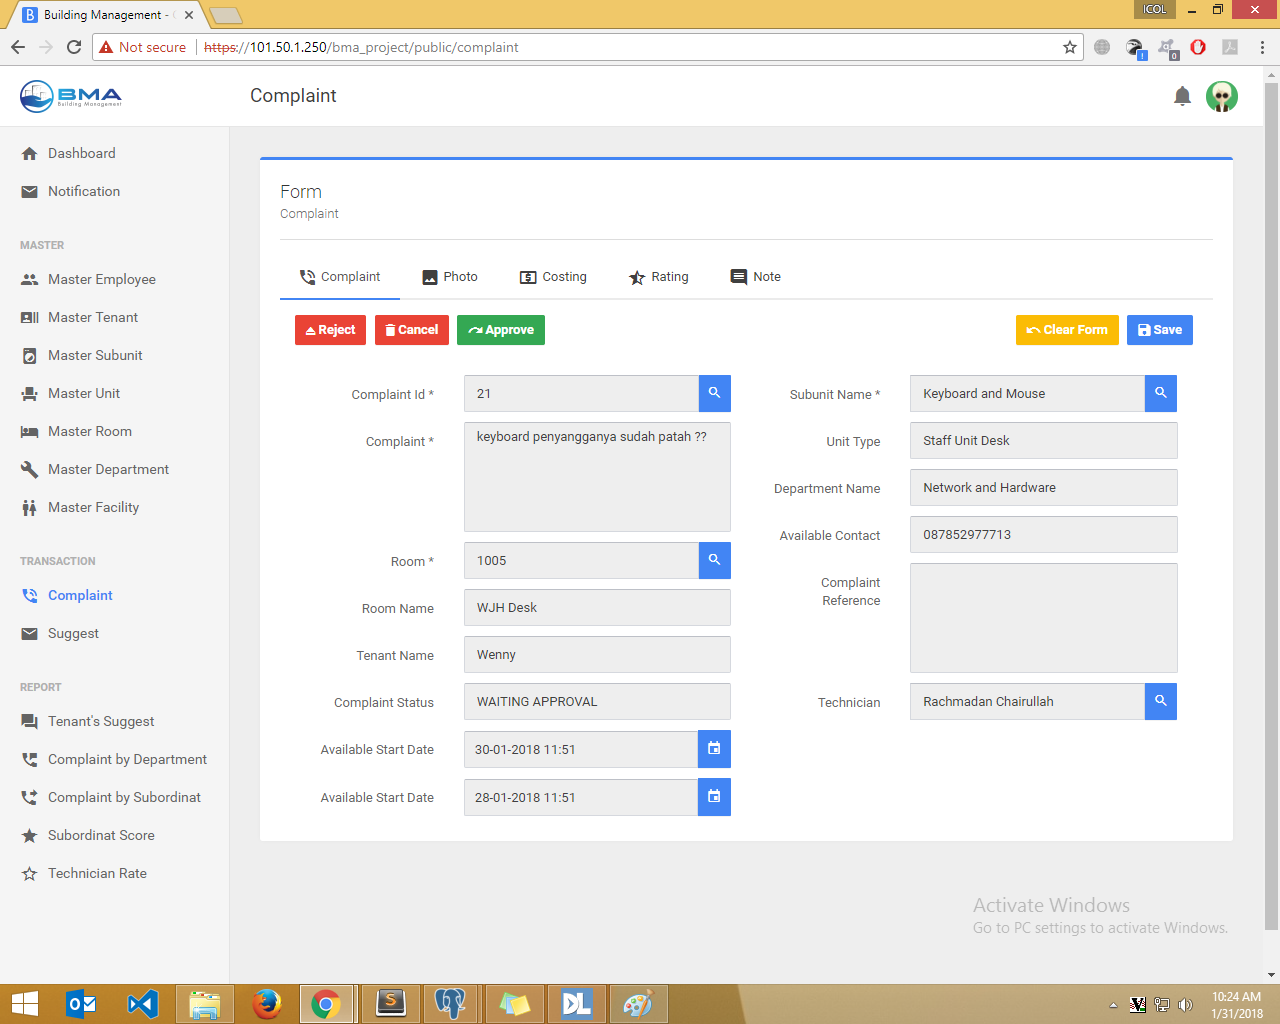 Building Management - C
ICOL
Not secure
https://101.50.1.250/bma_project/public/complaint
BMA
Building Management
Complaint
Dashboard
Notification
MASTER
Master Employee
Master Tenant
Master Subunit
Master Unit
Master Room
Master Department
Master Facility
TRANSACTION
Complaint
Suggest
REPORT
Tenant's Suggest
Complaint by Department
Complaint by Subordinat
Subordinat Score
Technician Rate
Form
Complaint
Complaint
Photo
Costing
Rating
Note
Reject
Cancel
Approve
Clear Form
Save
Complaint Id *
21
Complaint *
keyboard penyangganya sudah patah ??
Room *
1005
Room Name
WJH Desk
Tenant Name
Wenny
Complaint Status
WAITING APPROVAL
Available Start Date
30-01-2018 11:51
Available Start Date
28-01-2018 11:51
Subunit Name *
Keyboard and Mouse
Unit Type
Staff Unit Desk
Department Name
Network and Hardware
Available Contact
087852977713
Complaint
Reference
Technician
Rachmadan Chairullah
Activate Windows
Go to PC settings to activate Windows.
DL
10:24 AM
1/31/2018